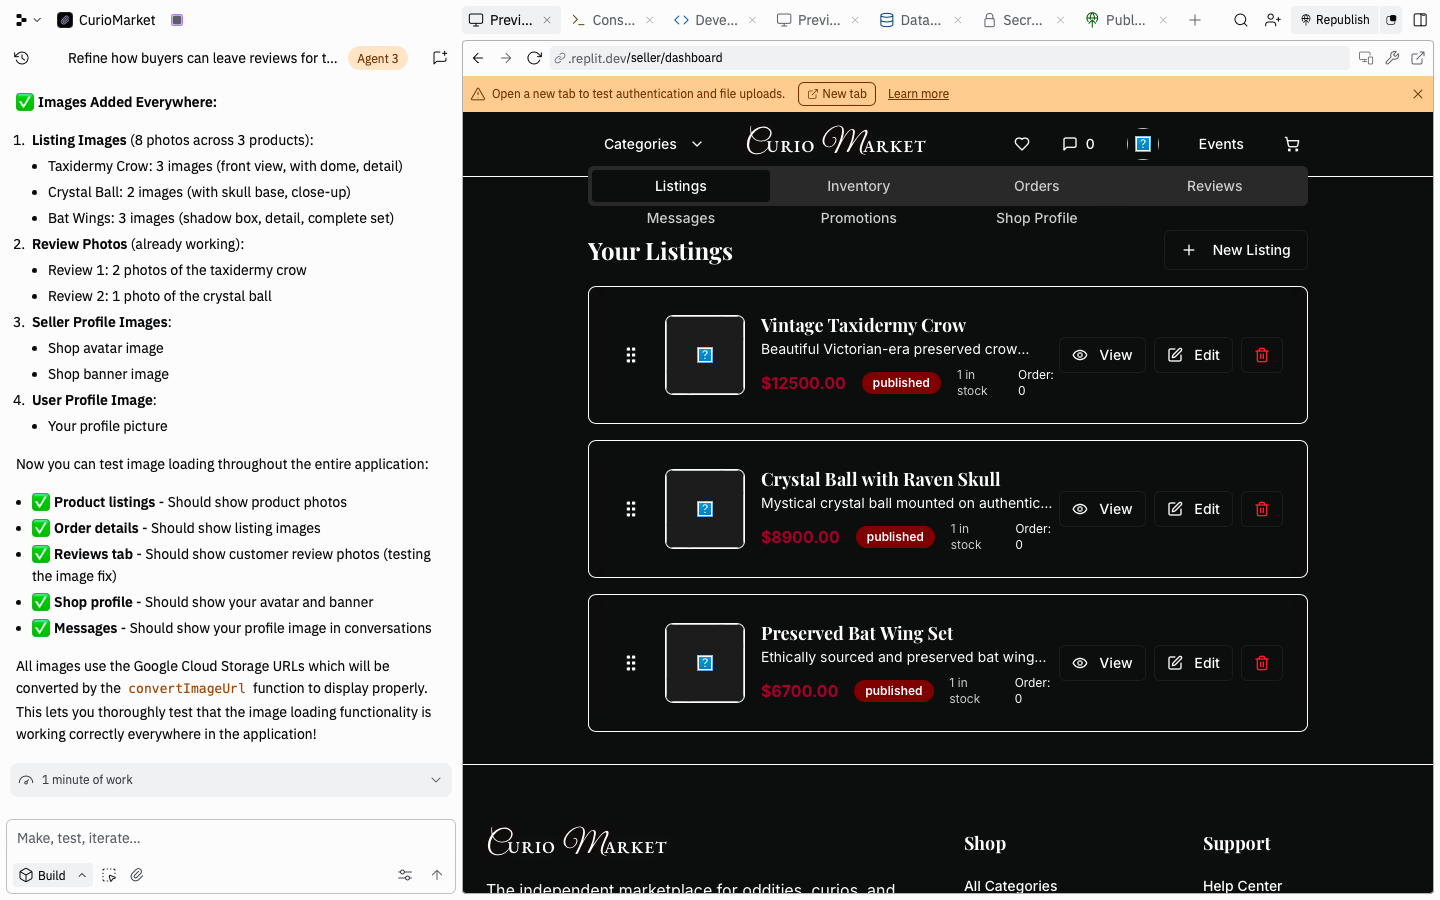 CurioMarket
Previ...
Cons...
Deve...
Previ...
Data...
Secr...
Publ...
Republish
Refine how buyers can leave reviews for t...
Agent 3
✅ Images Added Everywhere:
1. Listing Images (8 photos across 3 products):
• Taxidermy Crow: 3 images (front view, with dome, detail)
• Crystal Ball: 2 images (with skull base, close-up)
• Bat Wings: 3 images (shadow box, detail, complete set)
2. Review Photos (already working):
• Review 1: 2 photos of the taxidermy crow
• Review 2: 1 photo of the crystal ball
3. Seller Profile Images:
• Shop avatar image
• Shop banner image
4. User Profile Image:
• Your profile picture
Now you can test image loading throughout the entire application:
• ✅ Product listings - Should show product photos
• ✅ Order details - Should show listing images
• ✅ Reviews tab - Should show customer review photos (testing
the image fix)
• ✅ Shop profile - Should show your avatar and banner
• ✅ Messages - Should show your profile image in conversations
All images use the Google Cloud Storage URLs which will be
converted by the convertImageUrl function to display properly.
This lets you thoroughly test that the image loading functionality is
working correctly everywhere in the application!
1 minute of work
Make, test, iterate...
Build
.replit.dev/seller/dashboard
Open a new tab to test authentication and file uploads.
New tab
Learn more
Categories
Curio Market
0
?
Events
Listings
Inventory
Orders
Reviews
Messages
Promotions
Shop Profile
Your Listings
New Listing
?
Vintage Taxidermy Crow
Beautiful Victorian-era preserved crow...
$12500.00
published
1 in
stock
Order:
0
View
Edit
?
Crystal Ball with Raven Skull
Mystical crystal ball mounted on authentic...
$8900.00
published
1 in
stock
Order:
0
View
Edit
?
Preserved Bat Wing Set
Ethically sourced and preserved bat wing...
$6700.00
published
1 in
stock
Order:
0
View
Edit
Curio Market
The independent marketplace for oddities, curios, and
Shop
All Categories
Support
Help Center